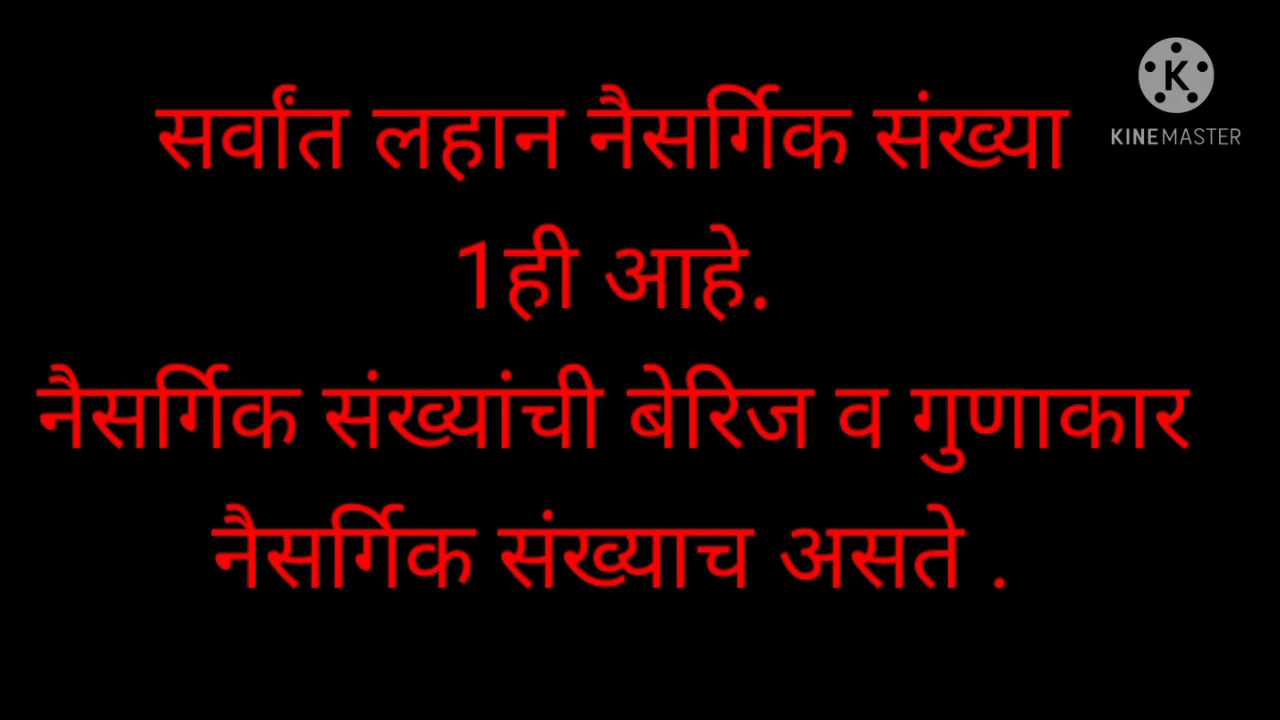 सर्वांत लहान नैसर्गिक संख्या
1ही आहे.
नैसर्गिक संख्यांची बेरिज व गुणाकार
नैसर्गिक संख्याच असते .
K
KINEMASTER